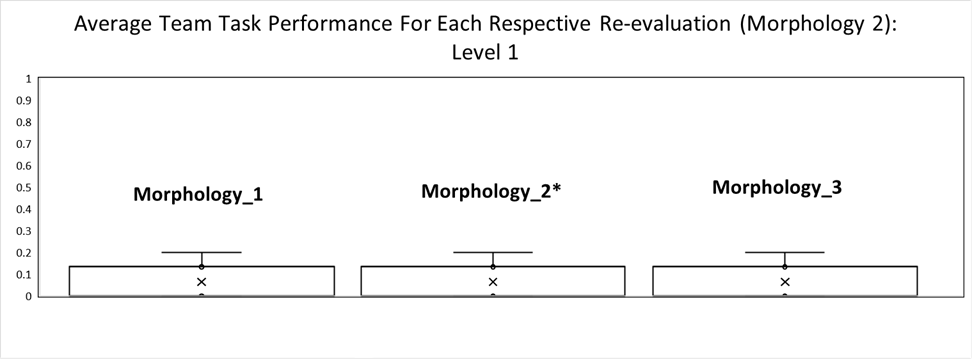 Average Team Task Performance For Each Respective Re-evaluation (Morphology 2):
Level 1
1
0.9
0.8
0.7
0.6
0.5
0.4
0.3
0.2
0.1
0
Morphology_1
Morphology_2*
Morphology_3